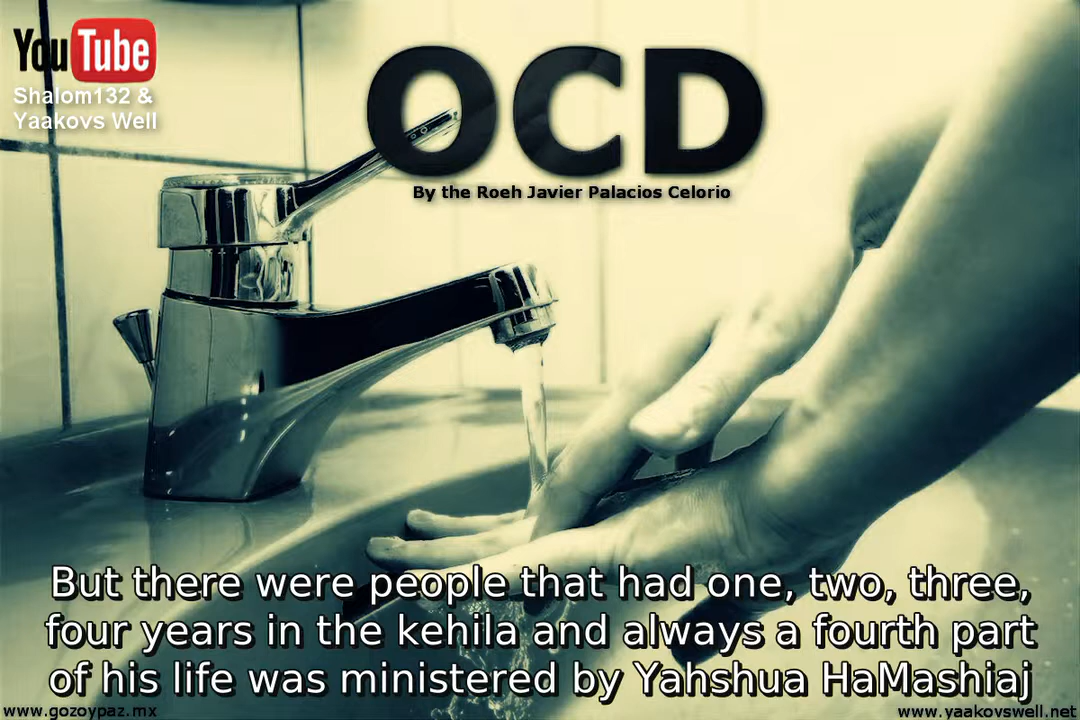 YouTube
Shalom132 &
Yaakovs Well
OCD
By the Roeh Javier Palacios Celorio
But there were people that had one, two, three,
four years in the kehila and always a fourth part
of his life was ministered by Yahshua HaMashiaj
www.gozoypaz.mx
www.yaakovswell.net